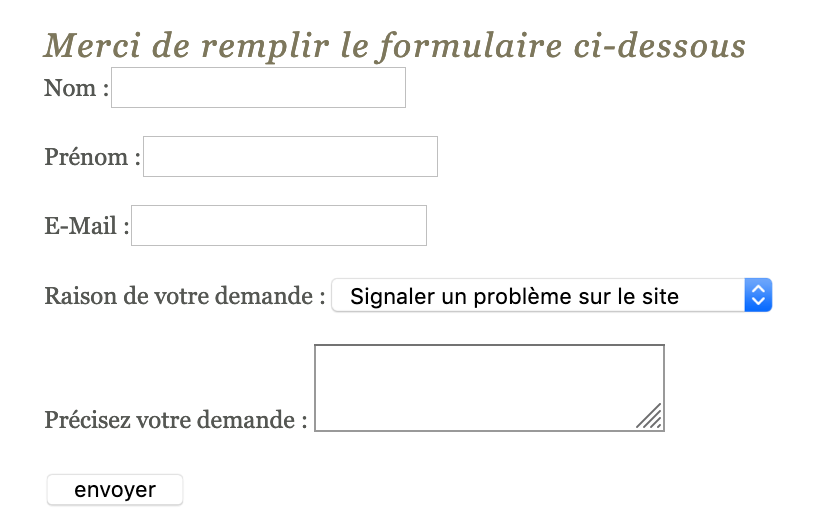 Merci de remplir le formulaire ci-dessous
Nom :
Prénom :
E-Mail :
Raison de votre demande : Signaler un problème sur le site
Précisez votre demande :
envoyer